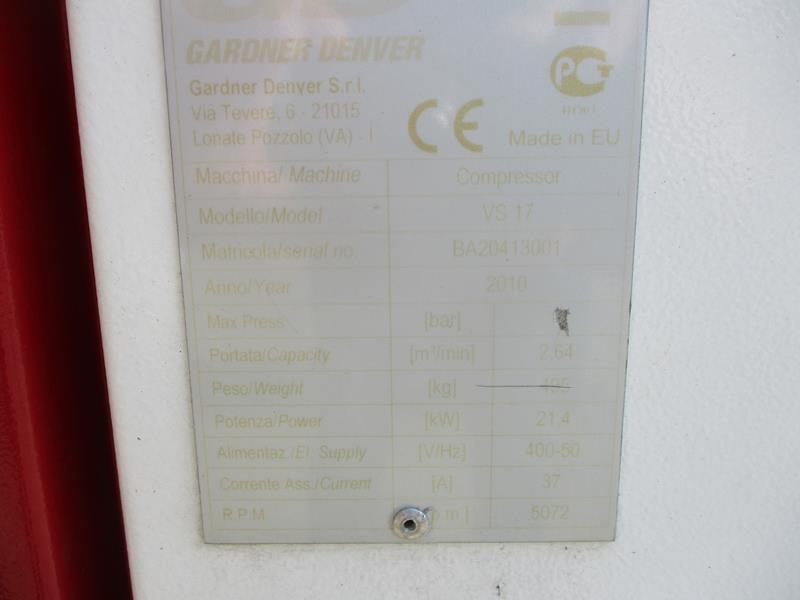 GARDNER DENVER
Gardner Denver S.r.l.
Via Tevere, 6 - 21015
Lonate Pozzolo (VA) - I
CE
Made in EU
Macchina/ Machine Compressor
Modello/Model VS 17
Matricola/serial no BA20413001
Anno/Year 2010
Max Press [bar]
Portata/Capacity [m³/min] 2.64
Peso/Weight [kg] 495
Potenza/Power [kW] 21.4
Alimentaz./El. Supply [V/Hz] 400-50
Corrente Ass./Current [A] 37
R.P.M. 5072